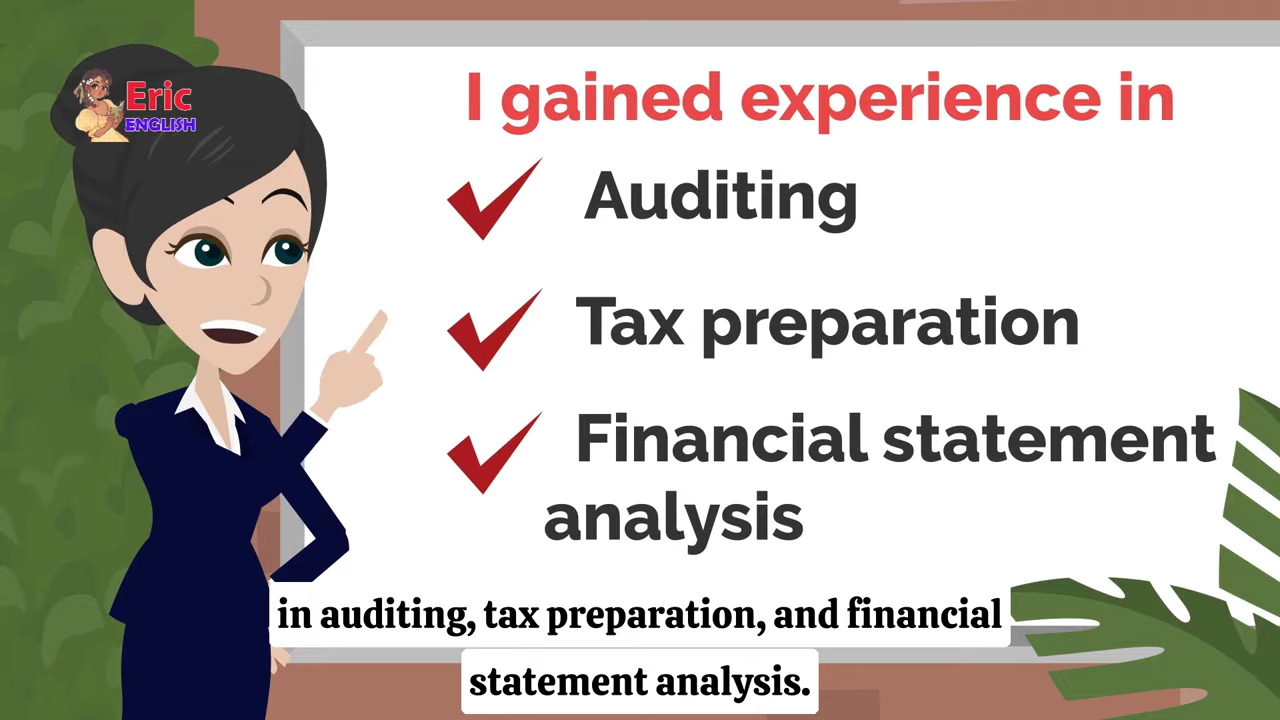 Eric
ENGLISH
I gained experience in
Auditing
Tax preparation
Financial statement
analysis
in auditing, tax preparation, and financial
statement analysis.